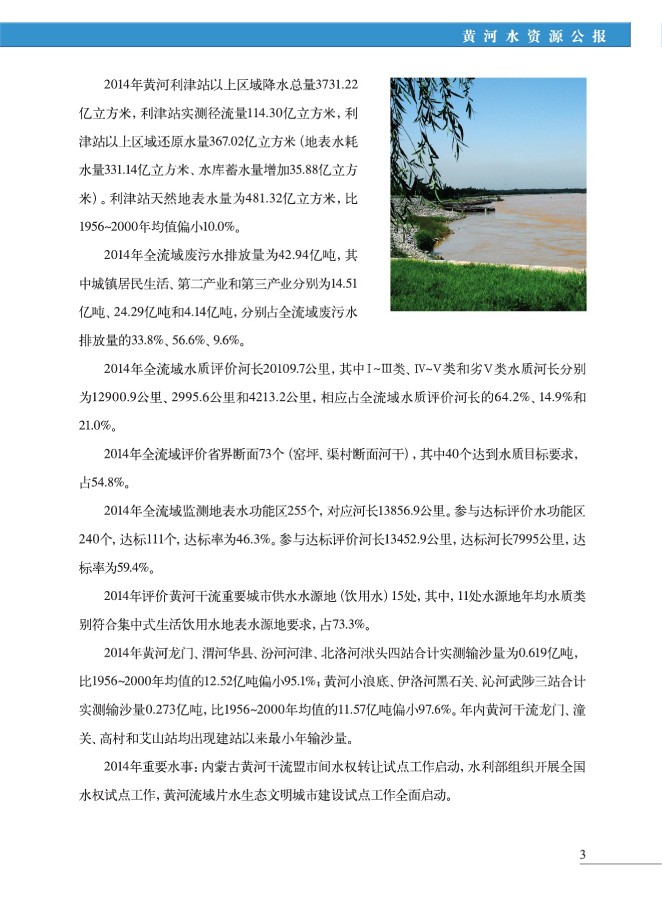 黄河水资源公报
2014年黄河利津站以上区域降水总量3731.22
亿立方米，利津站实测径流量114.30亿立方米，利
津站以上区域还原水量367.02亿立方米（地表水耗
水量331.14亿立方米、水库蓄水量增加35.88亿立方
米）。利津站天然地表水量为481.32亿立方米，比
1956~2000年均值偏小10.0%。
2014年全流域废污水排放量为42.94亿吨，其
中城镇居民生活、第二产业和第三产业分别为14.51
亿吨、24.29亿吨和4.14亿吨，分别占全流域废污水
排放量的33.8%、56.6%、9.6%。
2014年全流域水质评价河长20109.7公里，其中Ⅰ~Ⅲ类、Ⅳ~Ⅴ类和劣Ⅴ类水质河长分别
为12900.9公里、2995.6公里和4213.2公里，相应占全流域水质评价河长的64.2%、14.9%和
21.0%。
2014年全流域评价省界断面73个（窑坪、渠村断面河干），其中40个达到水质目标要求，
占54.8%。
2014年全流域监测地表水功能区255个，对应河长13856.9公里。参与达标评价水功能区
240个，达标111个，达标率为46.3%。参与达标评价河长13452.9公里，达标河长7995公里，达
标率为59.4%。
2014年评价黄河干流重要城市供水水源地（饮用水）15处，其中，11处水源地年均水质类
别符合集中式生活饮用水地表水源地要求，占73.3%。
2014年黄河龙门、渭河华县、汾河河津、北洛河洑头四站合计实测输沙量为0.619亿吨，
比1956~2000年均值的12.52亿吨偏小95.1%；黄河小浪底、伊洛河黑石关、沁河武陟三站合计
实测输沙量0.273亿吨，比1956~2000年均值的11.57亿吨偏小97.6%。年内黄河干流龙门、潼
关、高村和艾山站均出现建站以来最小年输沙量。
2014年重要水事：内蒙古黄河干流盟市间水权转让试点工作启动，水利部组织开展全国
水权试点工作，黄河流域片水生态文明城市建设试点工作全面启动。
3